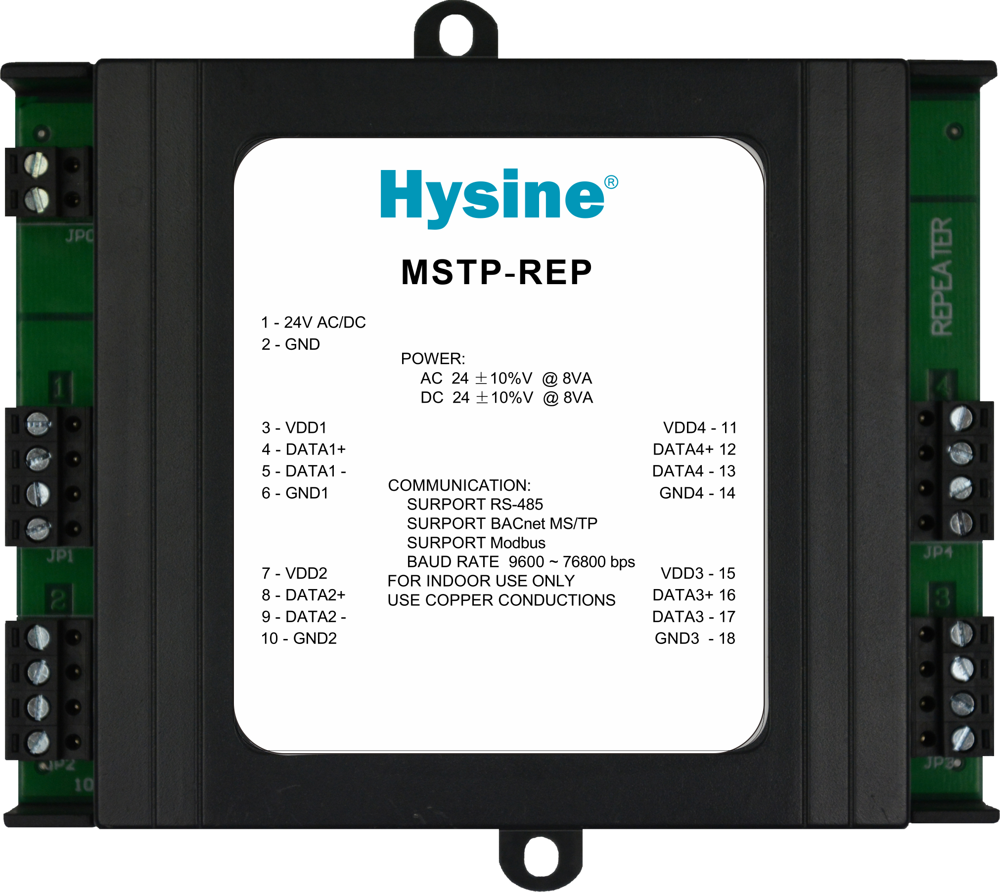 Hysine®
MSTP-REP
1 - 24V AC/DC
2 - GND
POWER:
AC 24 ±10%V @ 8VA
DC 24 ±10%V @ 8VA
3 - VDD1
4 - DATA1+
5 - DATA1 -
6 - GND1
VDD4 - 11
DATA4+ 12
DATA4 - 13
GND4 - 14
COMMUNICATION:
SURPORT RS-485
SURPORT BACnet MS/TP
SURPORT Modbus
BAUD RATE 9600 ~ 76800 bps
FOR INDOOR USE ONLY
USE COPPER CONDUCTIONS
7 - VDD2
8 - DATA2+
9 - DATA2 -
10 - GND2
VDD3 - 15
DATA3+ 16
DATA3 - 17
GND3 - 18
JP0
1
JP1
2
JP2
10
REPEATER
4
JP4
3
JP3